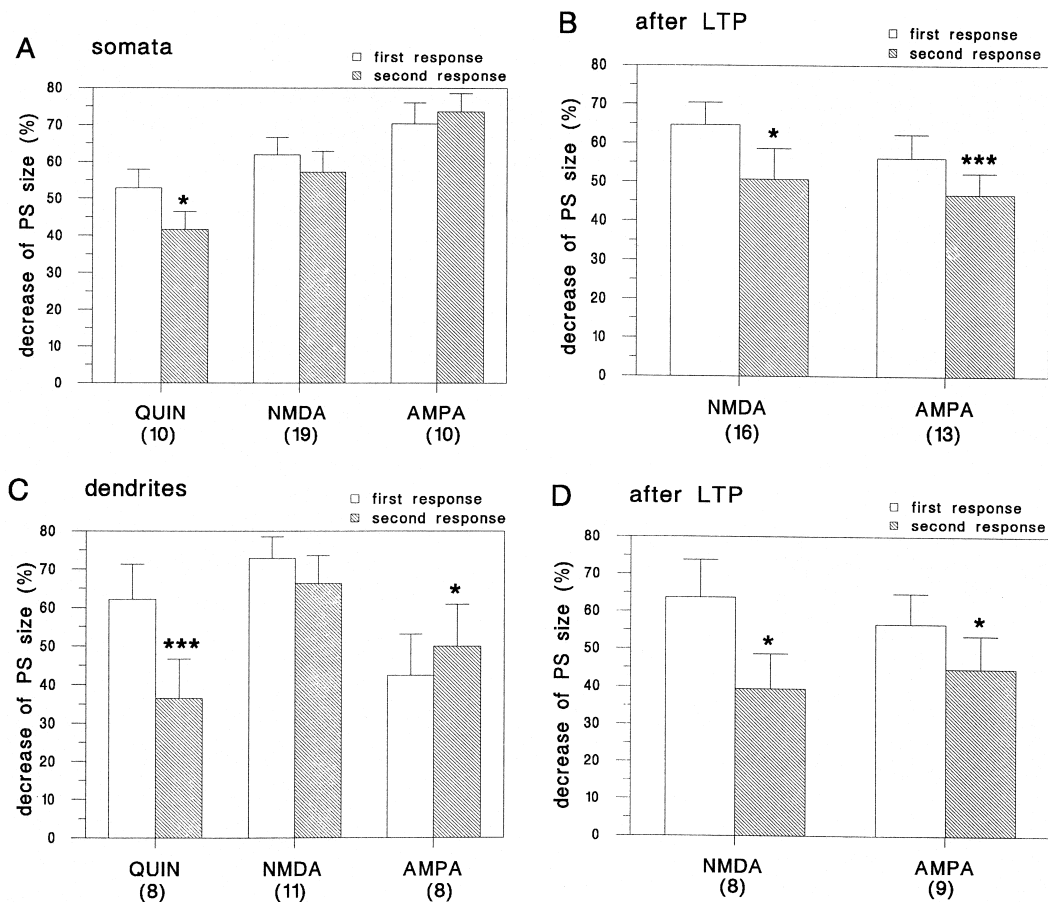 A somata
first response
second response
decrease of PS size (%)
80
70
60
50
40
30
20
10
0
*
QUIN NMDA AMPA
(10) (19) (10)
B after LTP
first response
second response
decrease of PS size (%)
80
70
60
50
40
30
20
10
0
* ***
NMDA AMPA
(16) (13)
C dendrites
first response
second response
decrease of PS size (%)
80
70
60
50
40
30
20
10
0
*** *
QUIN NMDA AMPA
(8) (11) (8)
D after LTP
first response
second response
decrease of PS size (%)
80
70
60
50
40
30
20
10
0
* *
NMDA AMPA
(8) (9)